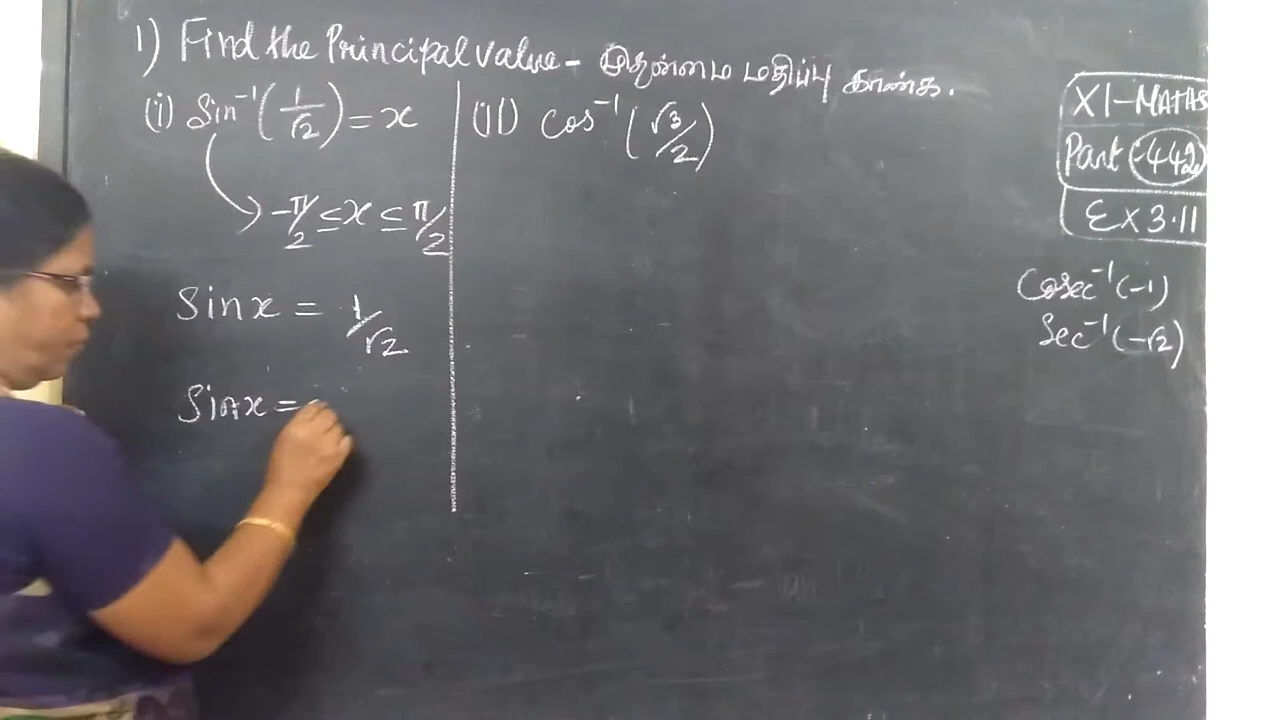 1) Find the Principal value - முதன்மை மதிப்பு காண்க.
(i) Sin⁻¹(1/√2) = x
-π/2 ≤ x ≤ π/2
Sin x = 1/√2
Sin x =
(ii) cos⁻¹(√3/2)
XI-MATHS
Part-442
Ex 3.11
Cosec⁻¹(-1)
Sec⁻¹(-√2)